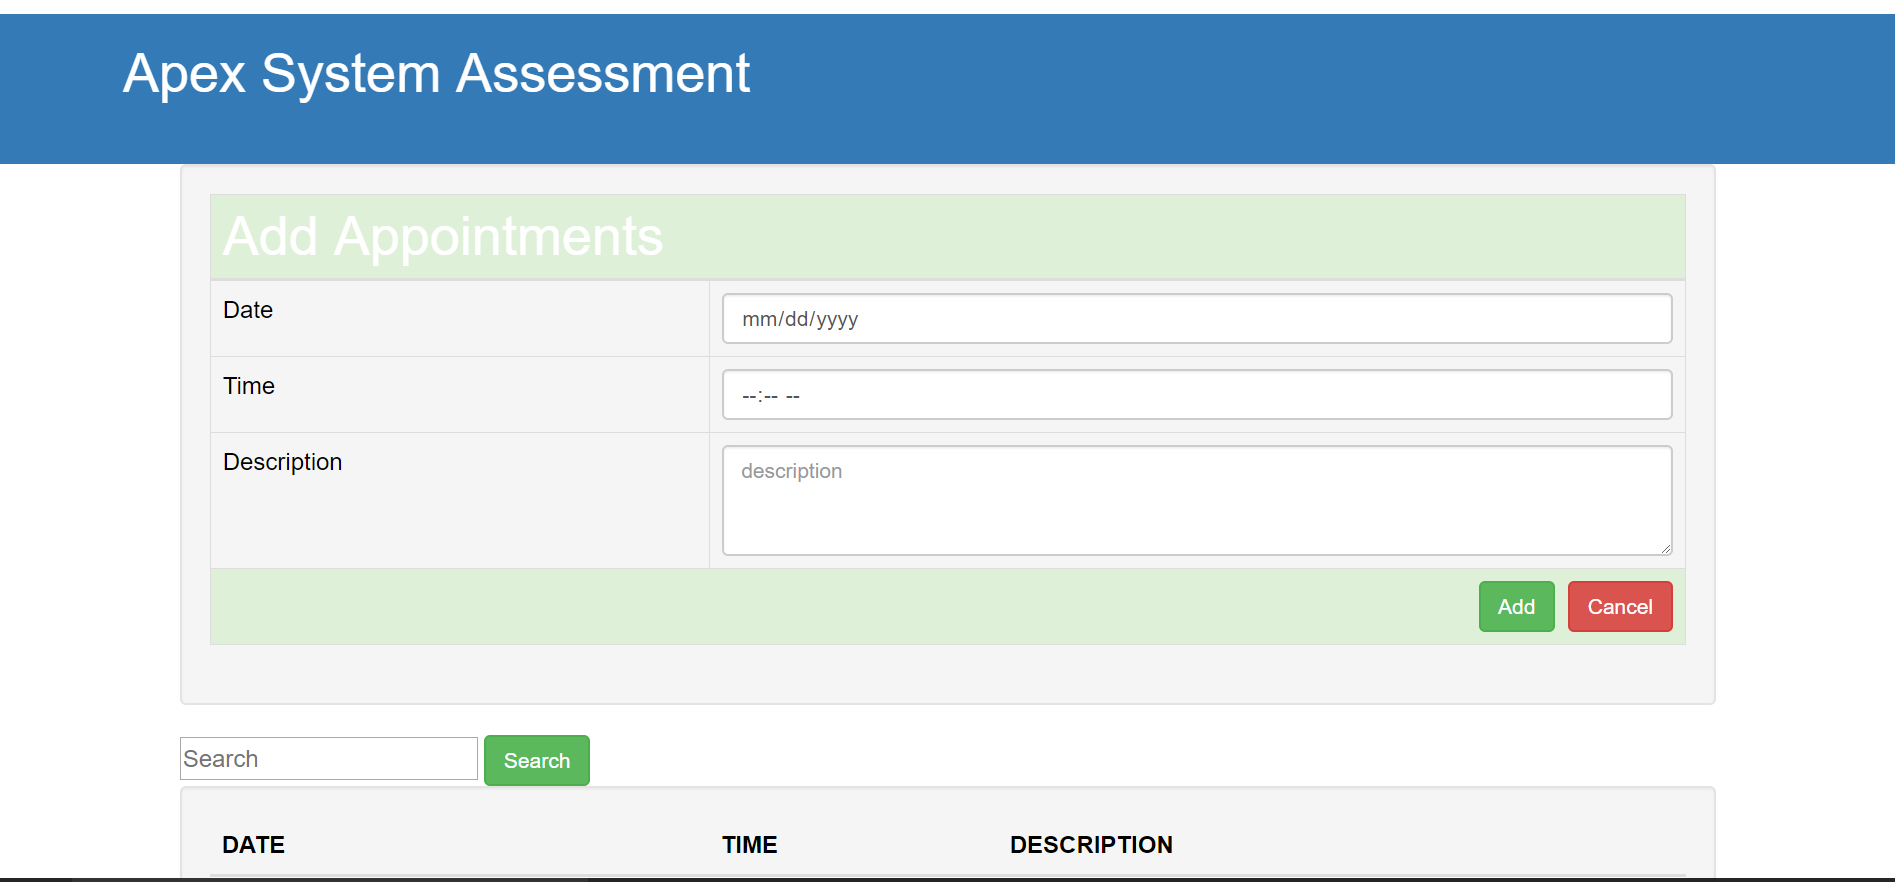 Apex System Assessment
Add Appointments
Date
mm/dd/yyyy
Time
--:-- --
Description
description
Add Cancel
Search Search
DATE TIME DESCRIPTION